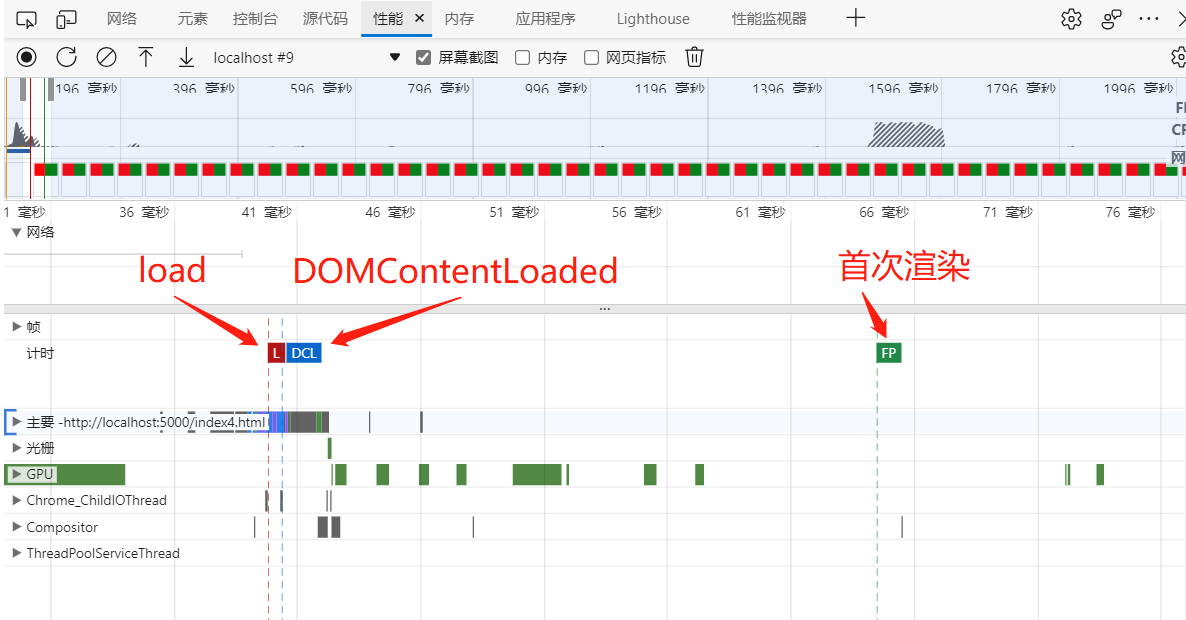 网络 元素 控制台 源代码 性能 × 内存 应用程序 Lighthouse 性能监视器
localhost #9 屏幕截图 内存 网页指标
196 毫秒 396 毫秒 596 毫秒 796 毫秒 996 毫秒 1196 毫秒 1396 毫秒 1596 毫秒 1796 毫秒 1996 毫秒
1 毫秒 36 毫秒 41 毫秒 46 毫秒 51 毫秒 56 毫秒 61 毫秒 66 毫秒 71 毫秒 76 毫秒
网络
load DOMContentLoaded 首次渲染
帧
计时 L DCL FP
主要 -http://localhost:5000/index4.html
光栅
GPU
Chrome_ChildIOThread
Compositor
ThreadPoolServiceThread